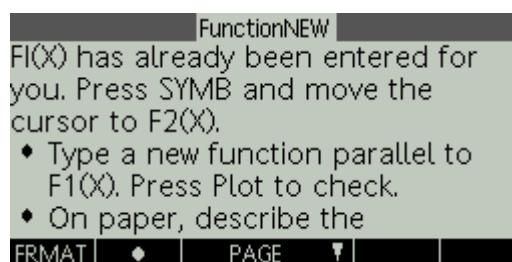 FunctionNEW
F1(X) has already been entered for
you. Press SYMB and move the
cursor to F2(X).
• Type a new function parallel to
F1(X). Press Plot to check.
• On paper, describe the
FRMAT • PAGE ▼